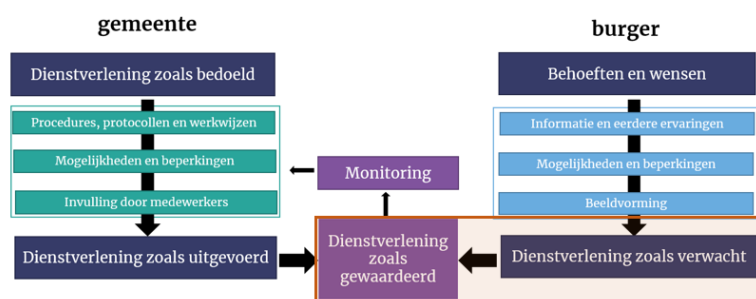 gemeente
burger
Dienstverlening zoals bedoeld
Behoeften en wensen
Procedures, protocollen en werkwijzen
Informatie en eerdere ervaringen
Mogelijkheden en beperkingen
Monitoring
Mogelijkheden en beperkingen
Invulling door medewerkers
Beeldvorming
Dienstverlening zoals uitgevoerd
Dienstverlening
zoals
gewaardeerd
Dienstverlening zoals verwacht